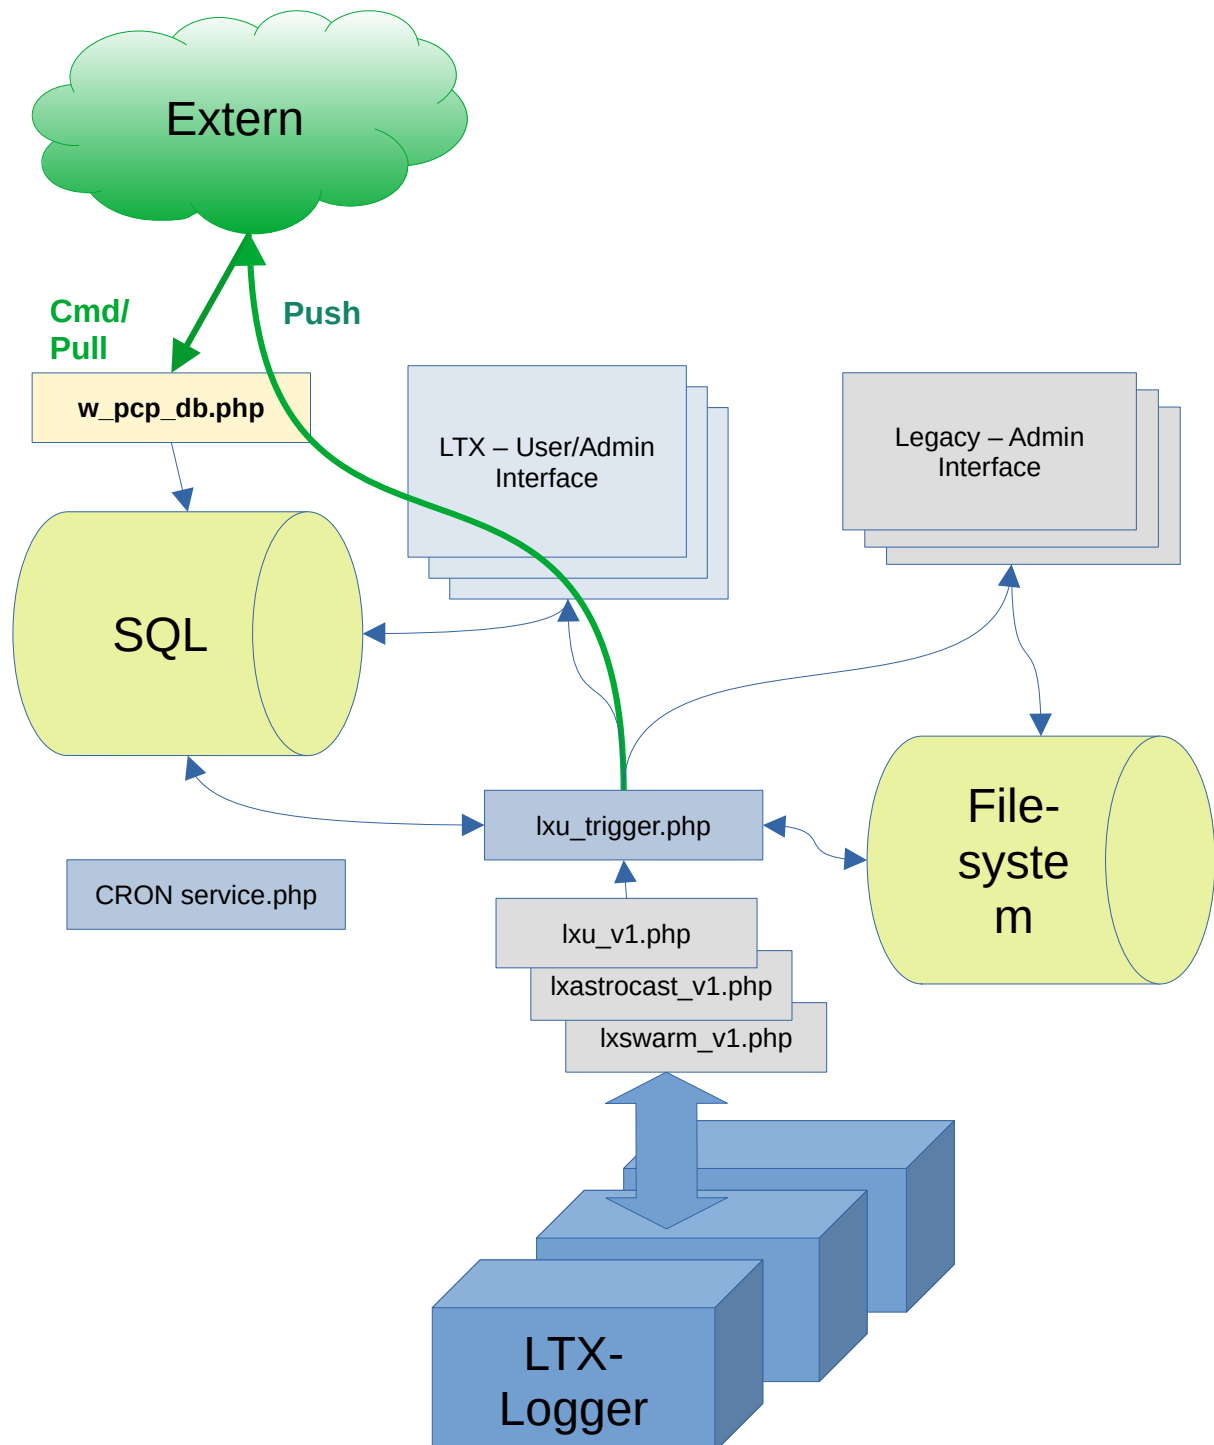 Extern
Cmd/
Pull
Push
w_pcp_db.php
LTX – User/Admin
Interface
Legacy – Admin
Interface
SQL
lxu_trigger.php
File-
syste
m
CRON service.php
lxu_v1.php
lxastrocast_v1.php
lxswarm_v1.php
LTX-
Logger